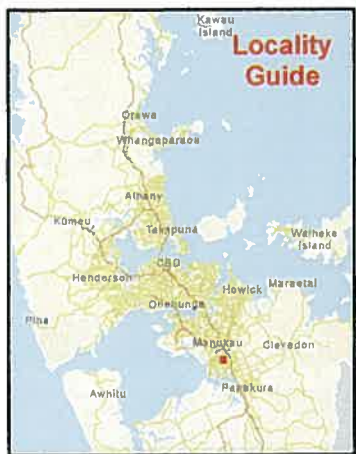 Kawau
Island
Locality
Guide
Orewa
Whangaparaoa
Albany
Kumeu
Takapuna
Waiheke
Island
CBD
Henderson
Howick
Maraetai
Onehunga
Piha
Manukau
Clevedon
Papakura
Awhitu